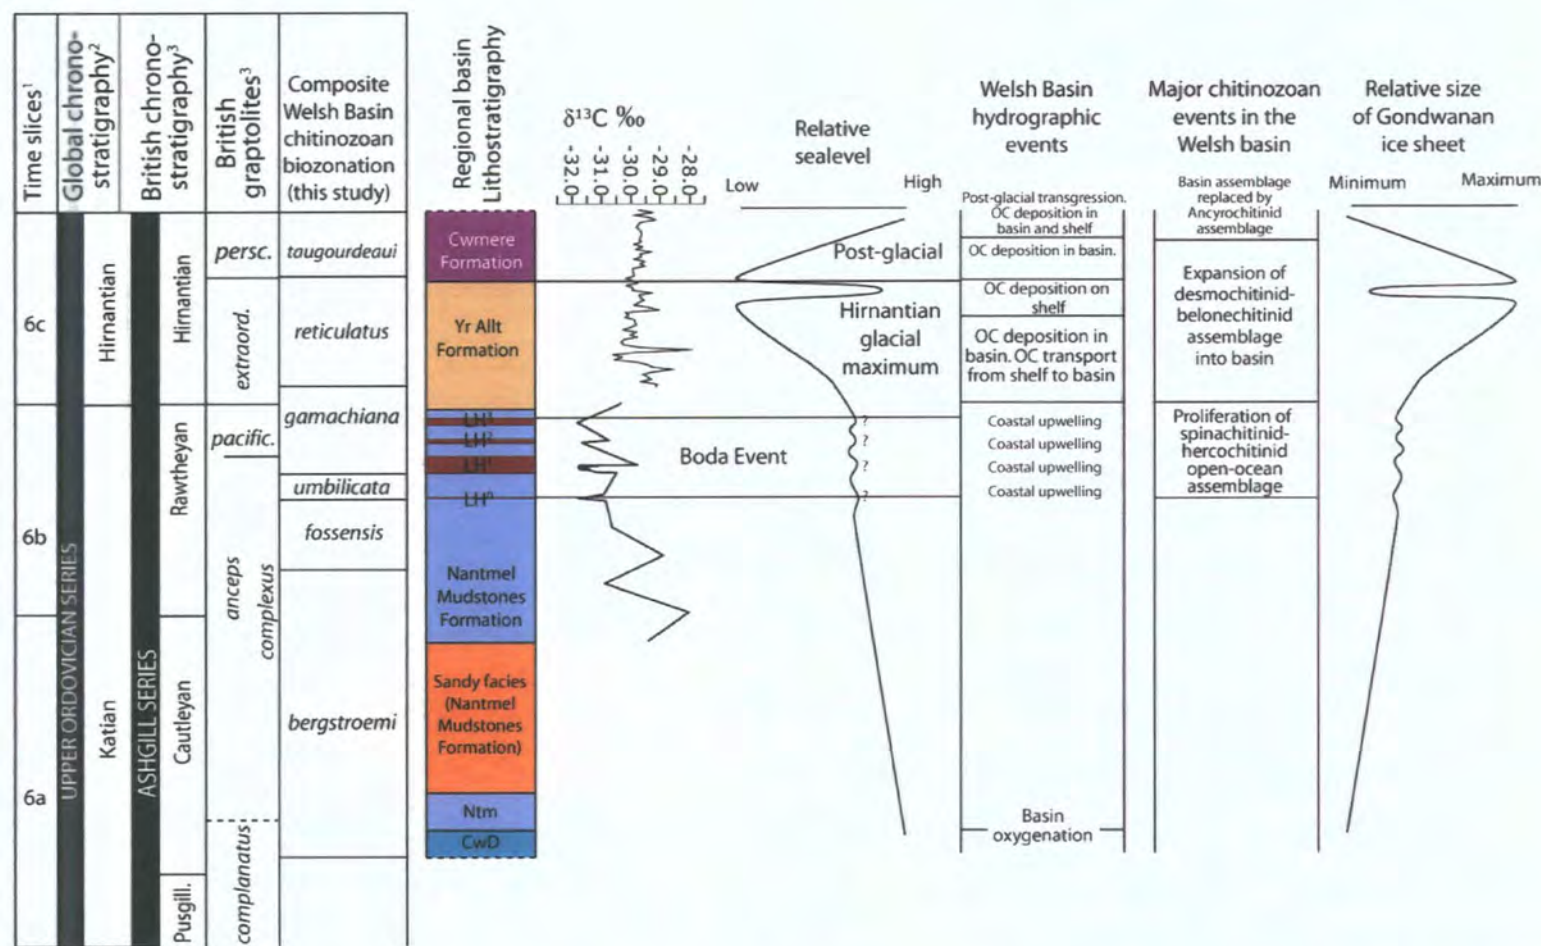 Time slices¹
Global chrono-
stratigraphy²
British chrono-
stratigraphy³
British
graptolites³
Composite
Welsh Basin
chitinozoan
biozonation
(this study)
Regional basin
Lithostratigraphy
δ¹³C ‰
-32.0
-31.0
-30.0
-29.0
-28.0
Relative
sealevel
Low
High
Welsh Basin
hydrographic
events
Major chitinozoan
events in the
Welsh basin
Relative size
of Gondwanan
ice sheet
Minimum
Maximum
6c
6b
6a
UPPER ORDOVICIAN SERIES
Hirnantian
Katian
ASHGILL SERIES
Hirnantian
Rawtheyan
Cautleyan
Pusgill.
persc.
extraord.
pacific.
anceps
complexus
complanatus
taugourdeaui
reticulatus
gamachiana
umbilicata
fossensis
bergstroemi
Cwmere
Formation
Yr Allt
Formation
LH³
LH²
LH¹
LHⁿ
Nantmel
Mudstones
Formation
Sandy facies
(Nantmel
Mudstones
Formation)
Ntm
CwD
Post-glacial
Hirnantian
glacial
maximum
Boda Event
?
?
?
?
Post-glacial transgression.
OC deposition in
basin and shelf
OC deposition in basin.
OC deposition on
shelf
OC deposition in
basin. OC transport
from shelf to basin
Coastal upwelling
Coastal upwelling
Coastal upwelling
Coastal upwelling
Basin
oxygenation
Basin assemblage
replaced by
Ancyrochitinid
assemblage
Expansion of
desmochitinid-
belonechitinid
assemblage
into basin
Proliferation of
spinachitinid-
hercochitinid
open-ocean
assemblage